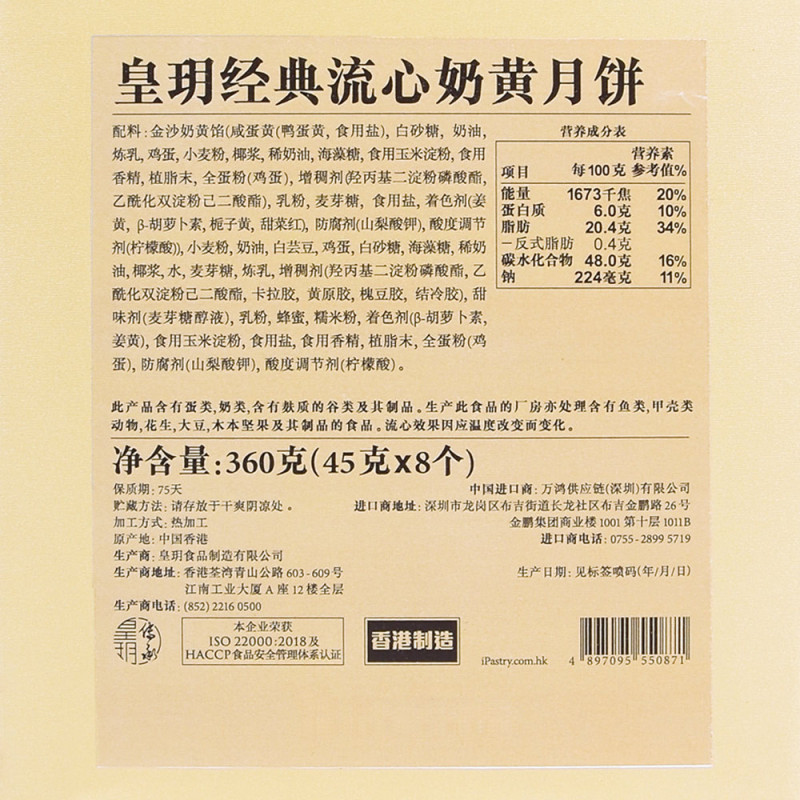 皇玥经典流心奶黄月饼
配料:金沙奶黄馅(咸蛋黄(鸭蛋黄, 食用盐), 白砂糖, 奶油,
炼乳, 鸡蛋, 小麦粉, 椰浆, 稀奶油, 海藻糖, 食用玉米淀粉, 食用
香精, 植脂末, 全蛋粉(鸡蛋), 增稠剂(羟丙基二淀粉磷酸酯,
乙酰化双淀粉己二酸酯), 乳粉, 麦芽糖, 食用盐, 着色剂(姜
黄, β-胡萝卜素, 栀子黄, 甜菜红), 防腐剂(山梨酸钾), 酸度调节
剂(柠檬酸)), 小麦粉, 奶油, 白芸豆, 鸡蛋, 白砂糖, 海藻糖, 稀奶
油, 椰浆, 水, 麦芽糖, 炼乳, 增稠剂(羟丙基二淀粉磷酸酯, 乙
酰化双淀粉己二酸酯, 卡拉胶, 黄原胶, 槐豆胶, 结冷胶), 甜
味剂(麦芽糖醇液), 乳粉, 蜂蜜, 糯米粉, 着色剂(β-胡萝卜素,
姜黄), 食用玉米淀粉, 食用盐, 食用香精, 植脂末, 全蛋粉(鸡
蛋), 防腐剂(山梨酸钾), 酸度调节剂(柠檬酸)。
营养成分表
项目 每100克 营养素参考值%
能量 1673千焦 20%
蛋白质 6.0克 10%
脂肪 20.4克 34%
–反式脂肪 0.4克
碳水化合物 48.0克 16%
钠 224毫克 11%
此产品含有蛋类,奶类,含有麸质的谷类及其制品。生产此食品的厂房亦处理含有鱼类,甲壳类
动物,花生,大豆,木本坚果及其制品的食品。流心效果因应温度改变而变化。
净含量:360克(45克x8个)
保质期: 75天
贮藏方法: 请存放于干爽阴凉处。
加工方式: 热加工
原产地: 中国香港
生产商: 皇玥食品制造有限公司
生产商地址: 香港荃湾青山公路 603-609号
江南工业大厦 A 座 12 楼全层
生产商电话: (852) 2216 0500
中国进口商: 万鸿供应链(深圳)有限公司
进口商地址: 深圳市龙岗区布吉街道长龙社区布吉金鹏路 26 号
金鹏集团商业楼 1001 第十层 1011B
进口商电话: 0755-2899 5719
生产日期: 见标签喷码(年/月/日)
皇玥 传承
本企业荣获
ISO 22000:2018 及
HACCP食品安全管理体系认证
香港制造
iPastry.com.hk
4 897095 550871